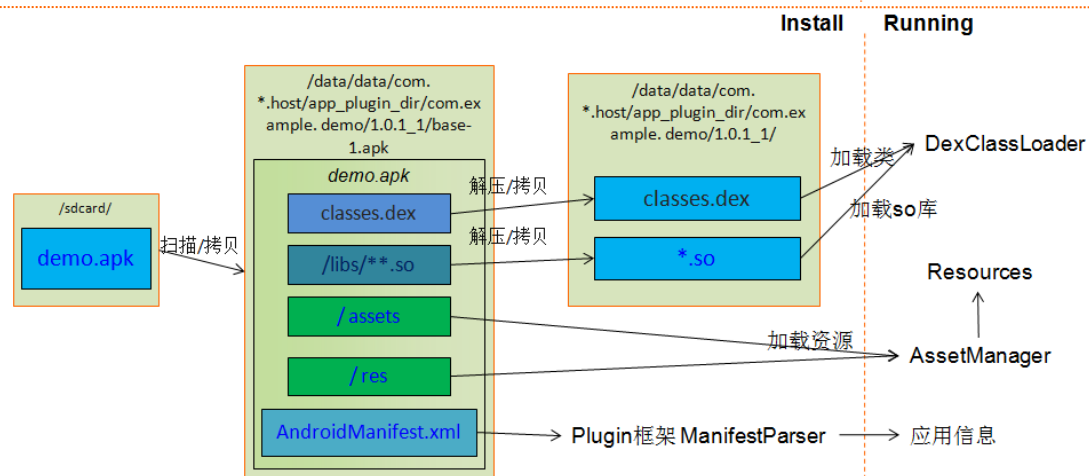 Install
Running
/data/data/com.
*.host/app_plugin_dir/com.ex
ample. demo/1.0.1_1/base-
1.apk
demo.apk
classes.dex
/libs/**.so
/assets
/res
AndroidManifest.xml
/sdcard/
demo.apk
扫描/拷贝
解压/拷贝
解压/拷贝
/data/data/com.
*.host/app_plugin_dir/com.ex
ample. demo/1.0.1_1/
classes.dex
*.so
加载类
加载so库
DexClassLoader
Resources
加载资源
AssetManager
Plugin框架 ManifestParser
应用信息